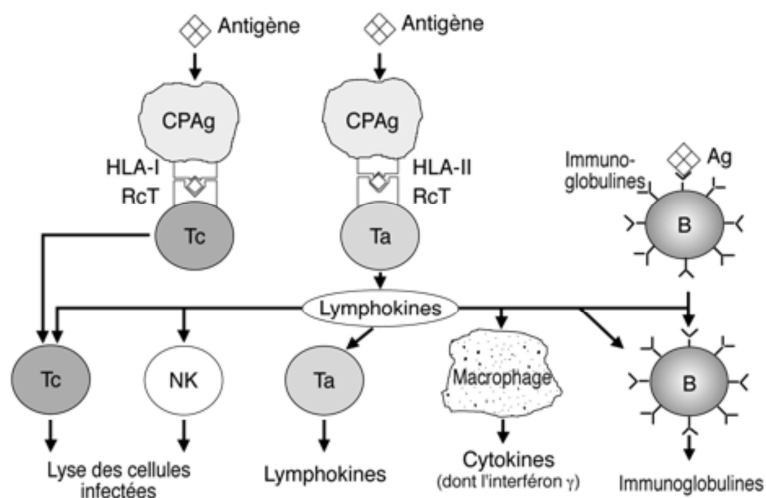 Antigène
Antigène
CPAg
CPAg
HLA-I
RcT
HLA-II
RcT
Immuno-
globulines
Ag
Tc
Ta
B
Lymphokines
Tc
NK
Ta
Macrophage
B
Lyse des cellules
infectées
Lymphokines
Cytokines
(dont l'interféron γ)
Immunoglobulines